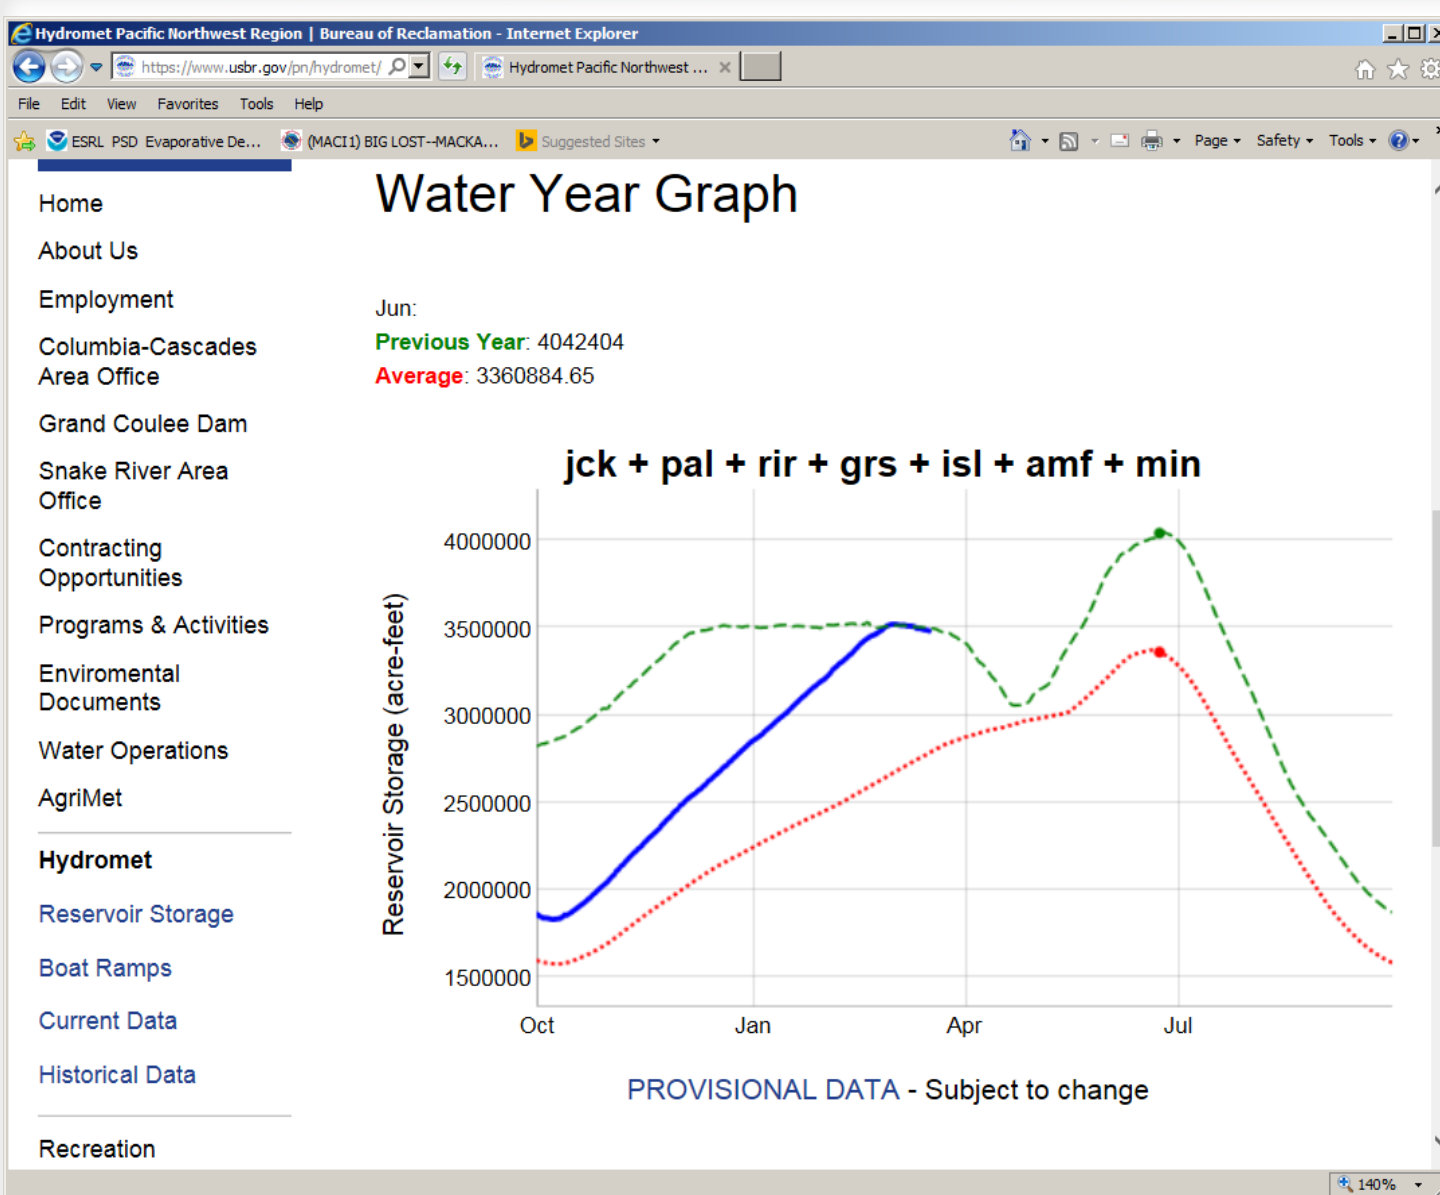 Hydromet Pacific Northwest Region | Bureau of Reclamation - Internet Explorer
https://www.usbr.gov/pn/hydromet/
Hydromet Pacific Northwest ...
File Edit View Favorites Tools Help
ESRL PSD Evaporative De...
(MACI1) BIG LOST--MACKA...
Suggested Sites
Page
Safety
Tools
Home
About Us
Employment
Columbia-Cascades
Area Office
Grand Coulee Dam
Snake River Area
Office
Contracting
Opportunities
Programs & Activities
Enviromental
Documents
Water Operations
AgriMet
Hydromet
Reservoir Storage
Boat Ramps
Current Data
Historical Data
Recreation
Water Year Graph
Jun:
Previous Year: 4042404
Average: 3360884.65
jck + pal + rir + grs + isl + amf + min
Reservoir Storage (acre-feet)
4000000
3500000
3000000
2500000
2000000
1500000
Oct Jan Apr Jul
PROVISIONAL DATA - Subject to change
140%